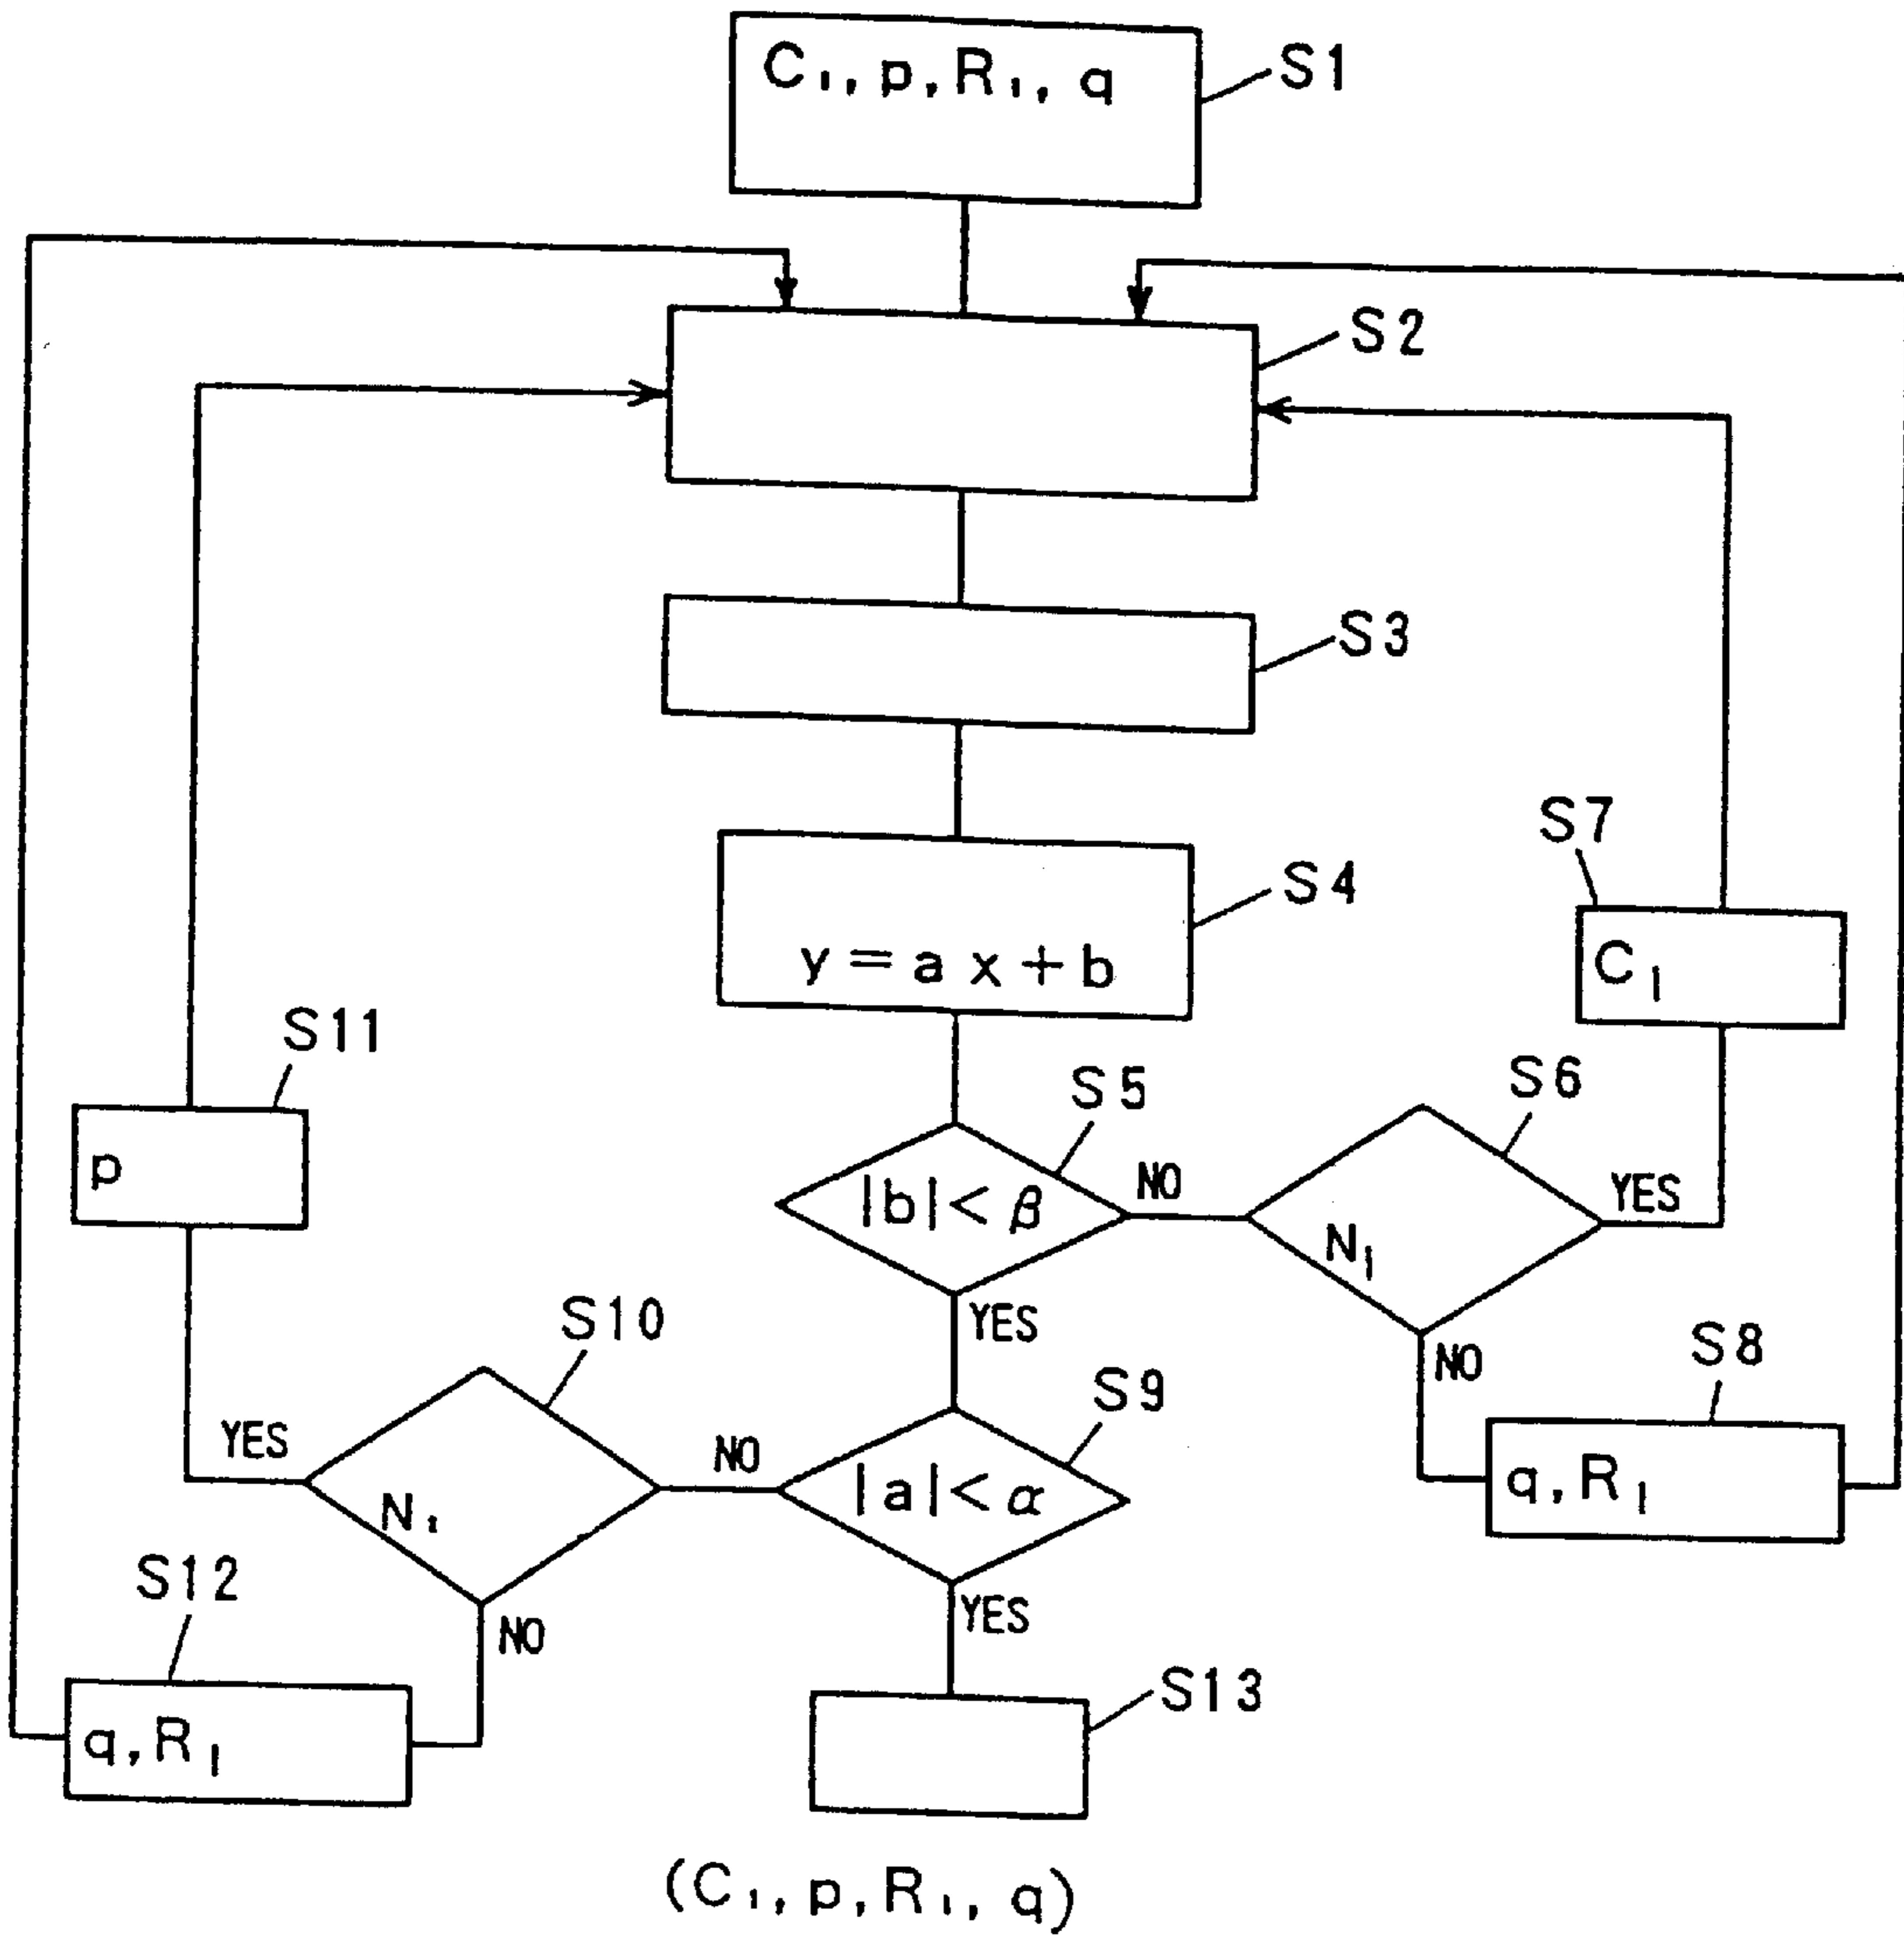 C₁, p, R₁, q
S1
S2
S3
S4
y = a x + b
S7
C₁
S11
p
S5
|b| < β
NO
YES
S6
N₁
YES
NO
S10
N₁
YES
NO
S9
|a| < α
NO
YES
S8
q, R₁
S12
q, R₁
S13
(C₁, p, R₁, q)